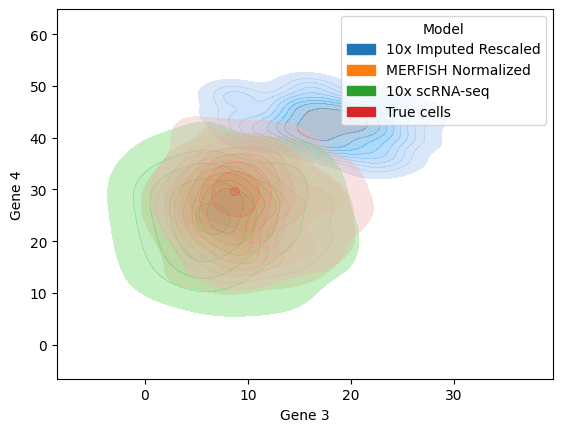 Model
10x Imputed Rescaled
MERFISH Normalized
10x scRNA-seq
True cells
60
50
40
30
20
10
0
Gene 4
0 10 20 30
Gene 3